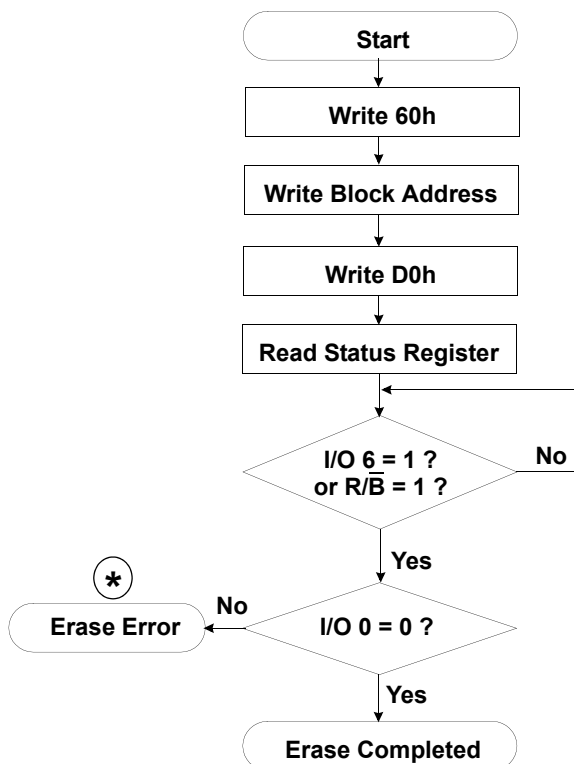 Start
Write 60h
Write Block Address
Write D0h
Read Status Register
I/O 6 = 1 ?
or R/B̅ = 1 ?
No
Yes
*
No
Erase Error
I/O 0 = 0 ?
Yes
Erase Completed